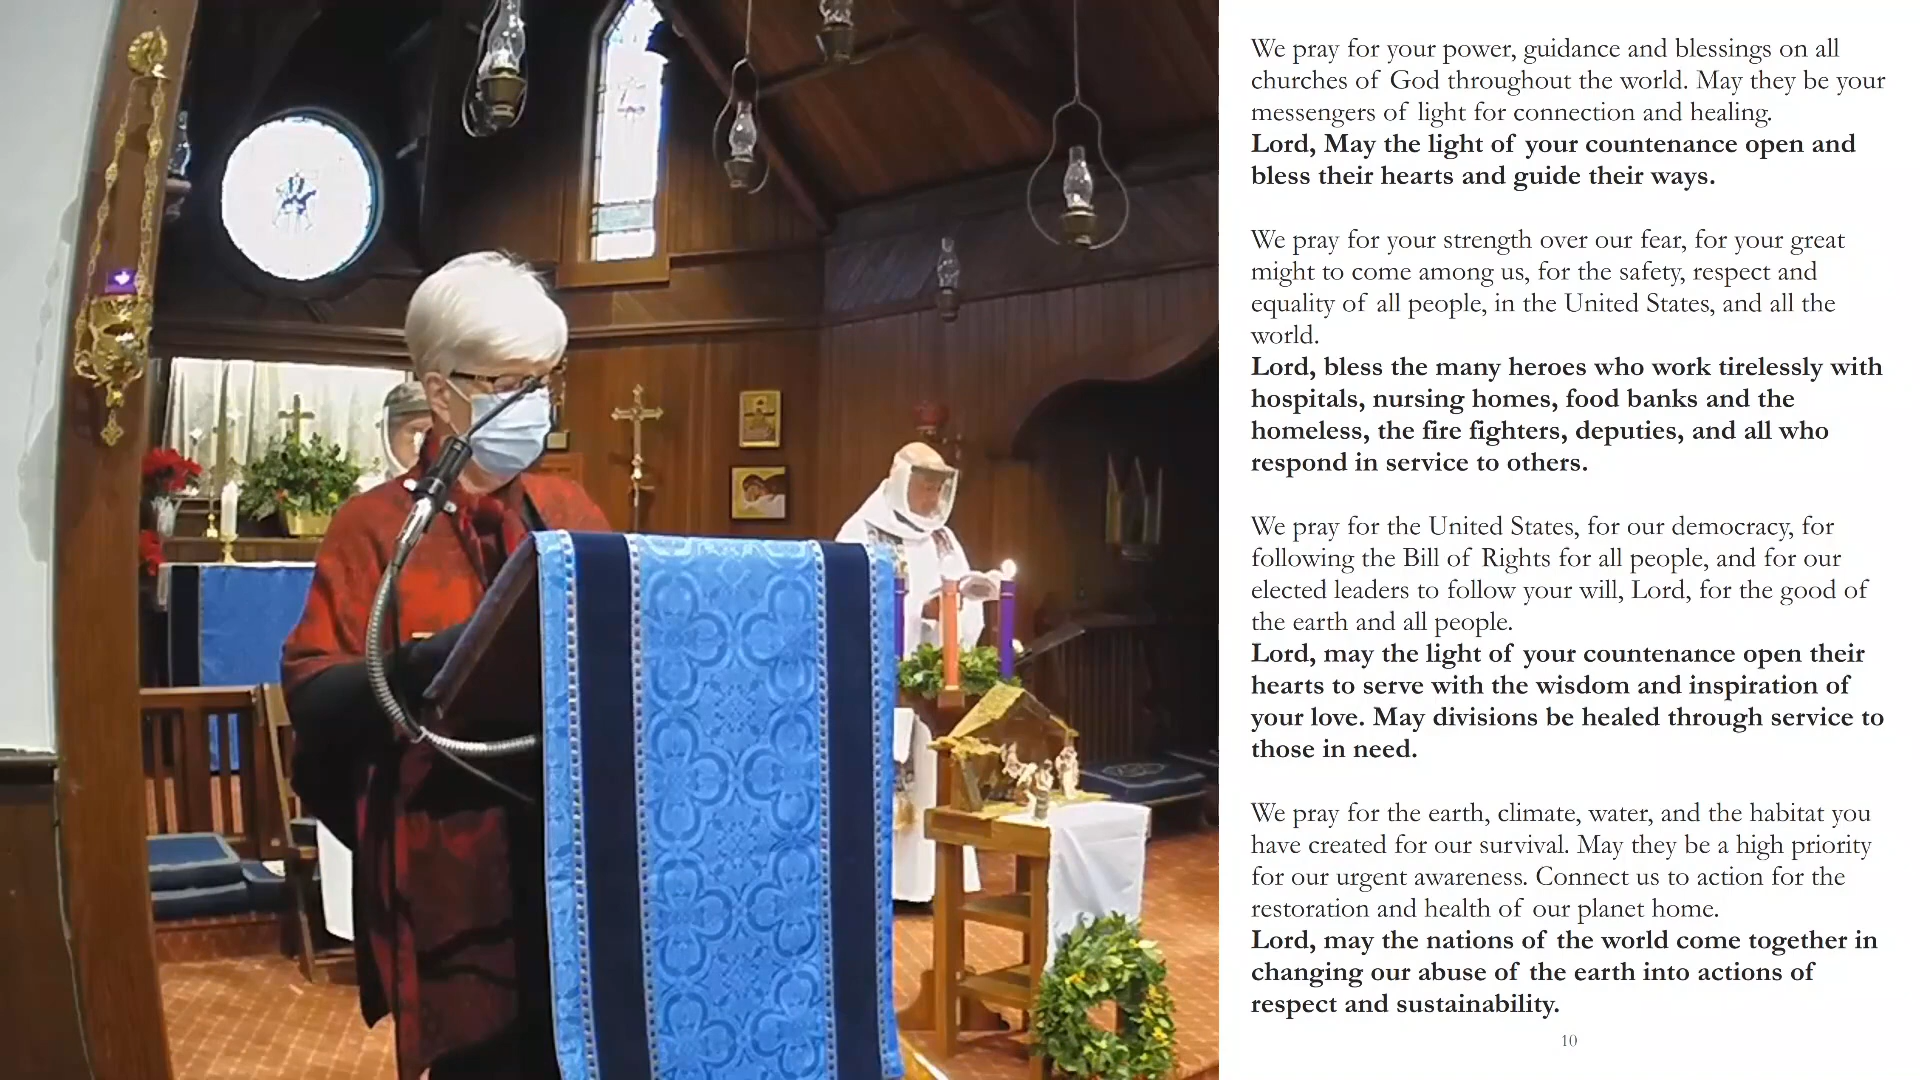 We pray for your power, guidance and blessings on all
churches of God throughout the world. May they be your
messengers of light for connection and healing.
Lord, May the light of your countenance open and
bless their hearts and guide their ways.
We pray for your strength over our fear, for your great
might to come among us, for the safety, respect and
equality of all people, in the United States, and all the
world.
Lord, bless the many heroes who work tirelessly with
hospitals, nursing homes, food banks and the
homeless, the fire fighters, deputies, and all who
respond in service to others.
We pray for the United States, for our democracy, for
following the Bill of Rights for all people, and for our
elected leaders to follow your will, Lord, for the good of
the earth and all people.
Lord, may the light of your countenance open their
hearts to serve with the wisdom and inspiration of
your love. May divisions be healed through service to
those in need.
We pray for the earth, climate, water, and the habitat you
have created for our survival. May they be a high priority
for our urgent awareness. Connect us to action for the
restoration and health of our planet home.
Lord, may the nations of the world come together in
changing our abuse of the earth into actions of
respect and sustainability.
10